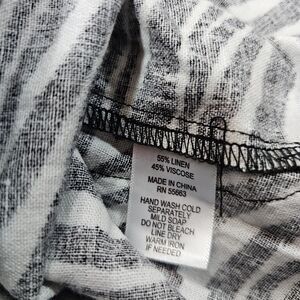 55% LINEN
45% VISCOSE
MADE IN CHINA
RN 55663
HAND WASH COLD
SEPARATELY
MILD SOAP
DO NOT BLEACH
LINE DRY
WARM IRON
IF NEEDED